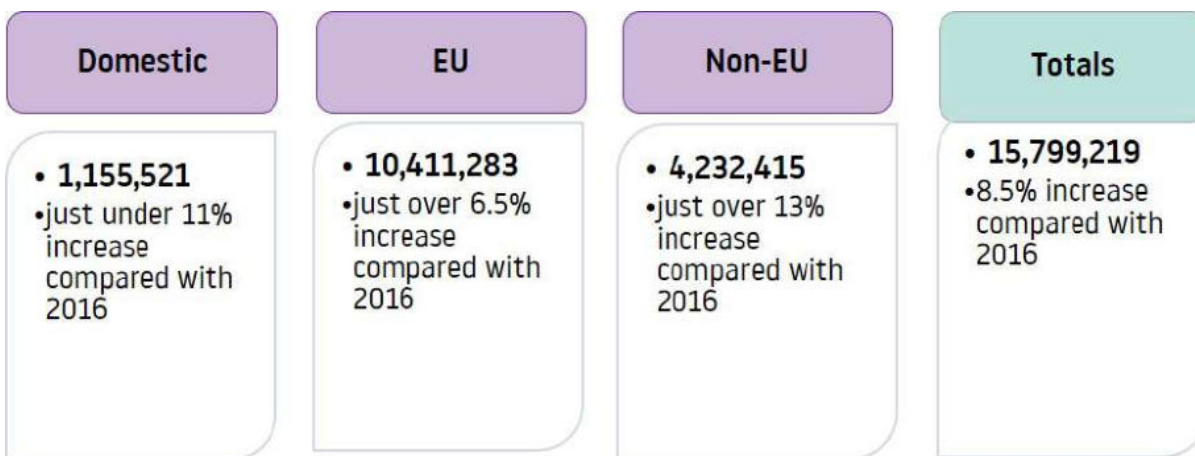 Domestic
• 1,155,521
•just under 11%
increase
compared with
2016
EU
• 10,411,283
•just over 6.5%
increase
compared with
2016
Non-EU
• 4,232,415
•just over 13%
increase
compared with
2016
Totals
• 15,799,219
•8.5% increase
compared with
2016